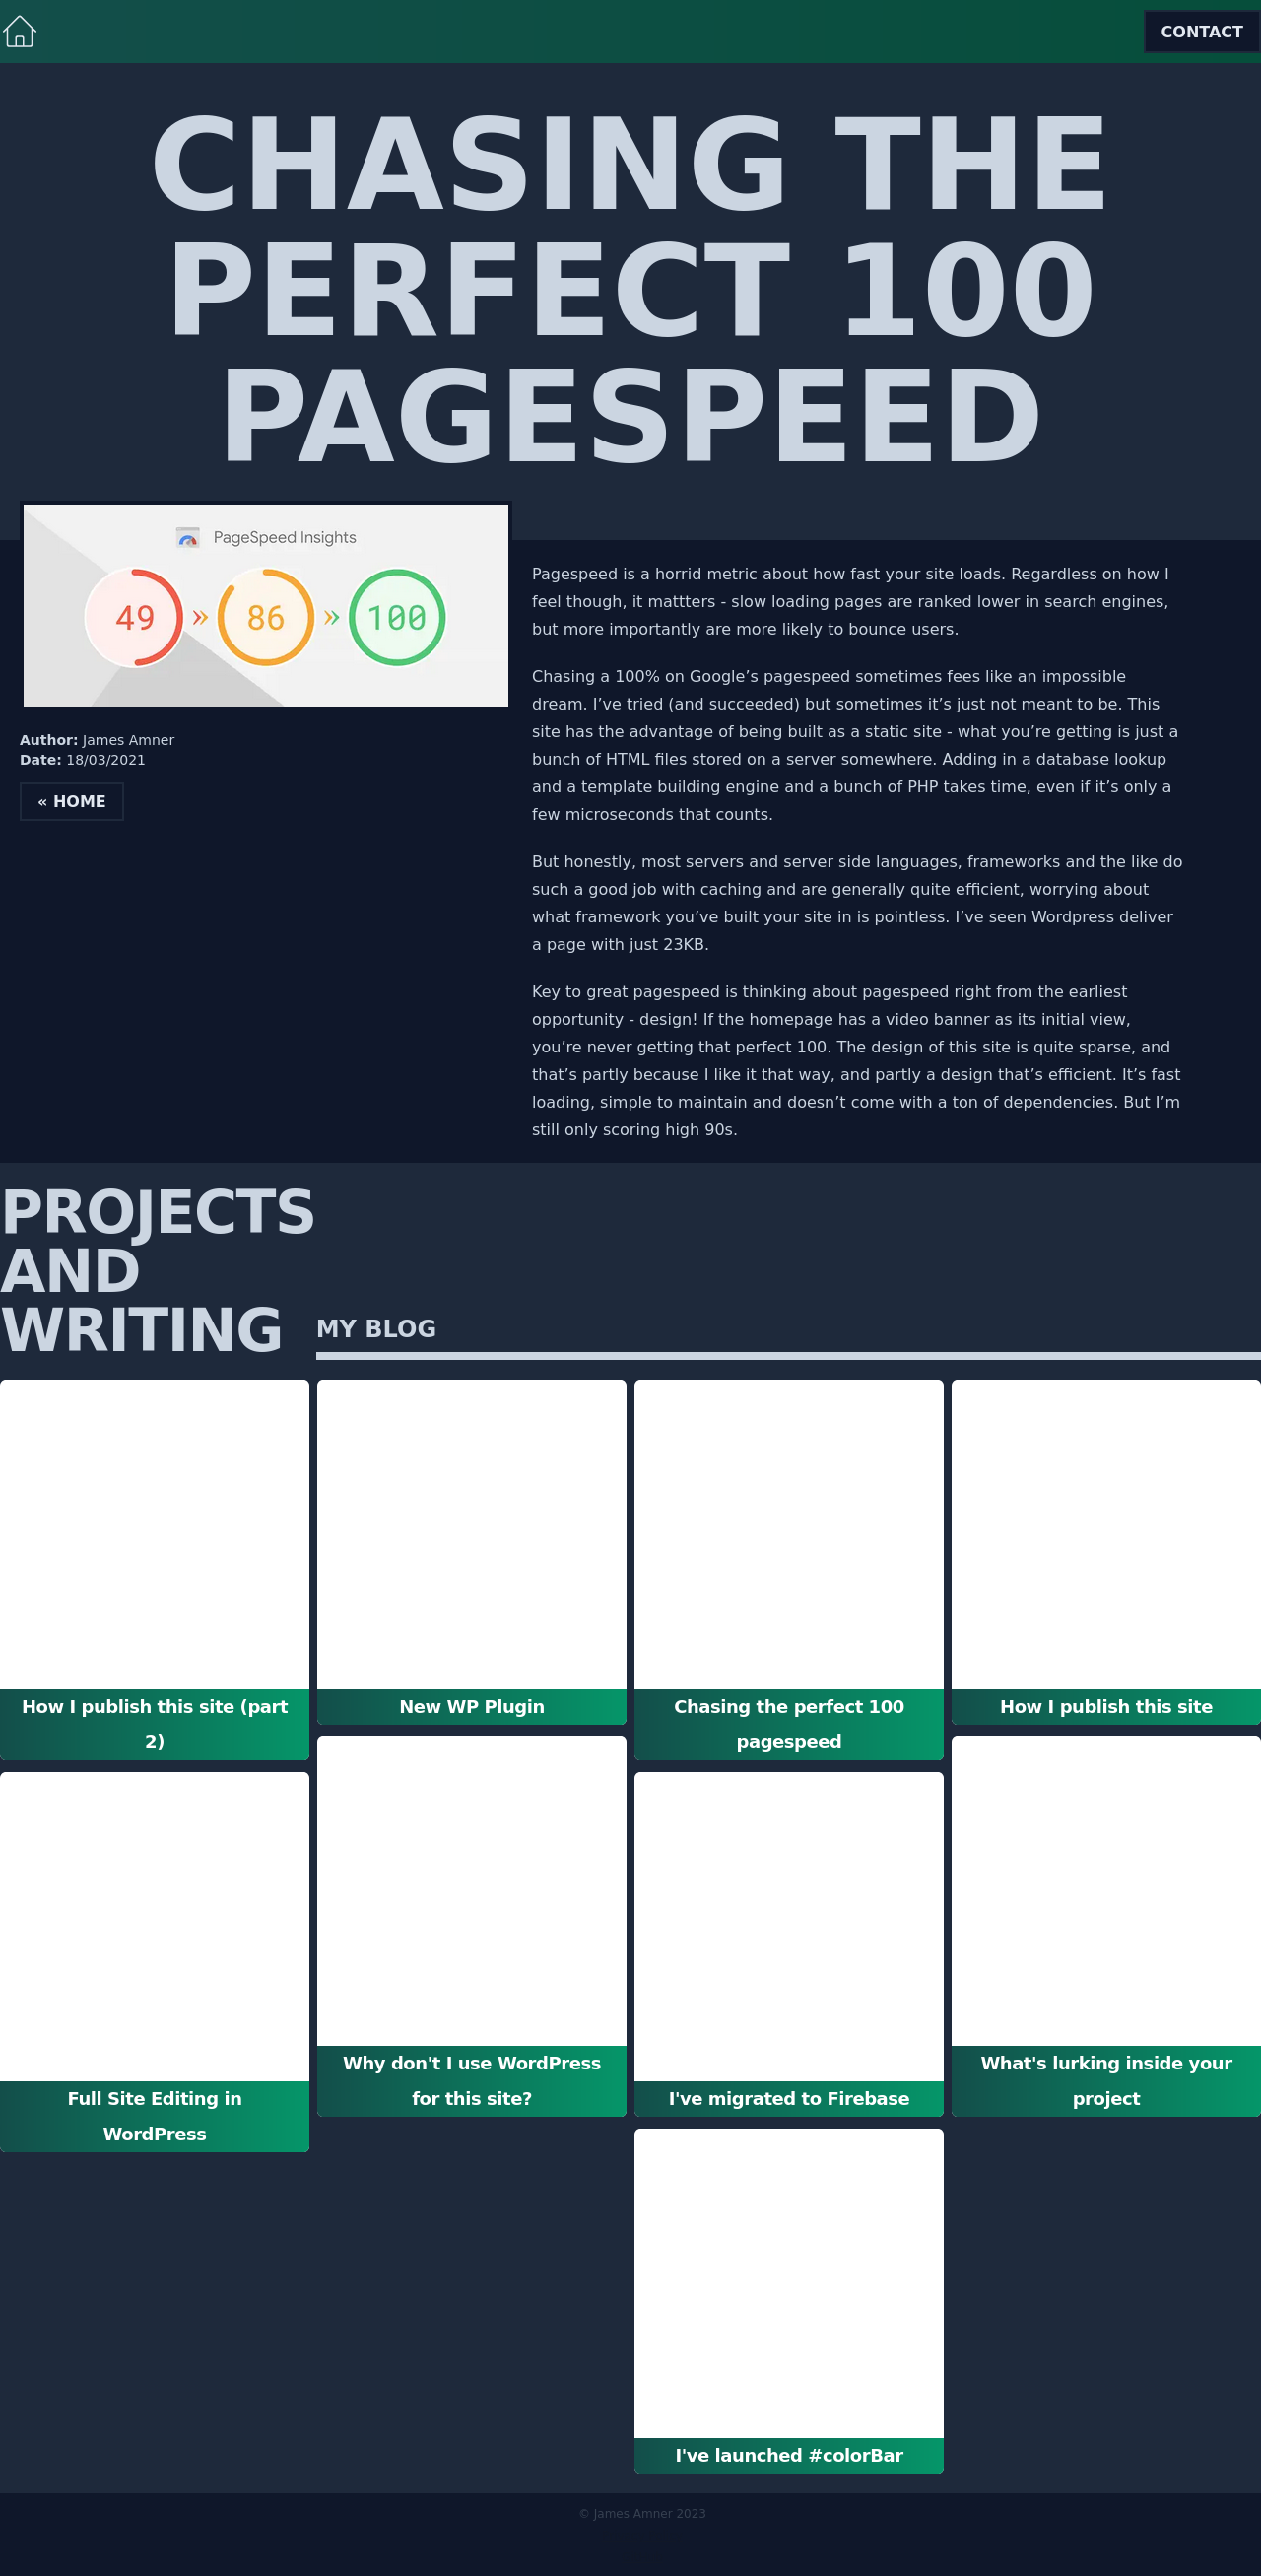 CONTACT
CHASING THE
PERFECT 100
PAGESPEED
PageSpeed Insights
49 » 86 » 100
Author: James Amner
Date: 18/03/2021
« HOME
Pagespeed is a horrid metric about how fast your site loads. Regardless on how I
feel though, it mattters - slow loading pages are ranked lower in search engines,
but more importantly are more likely to bounce users.
Chasing a 100% on Google’s pagespeed sometimes fees like an impossible
dream. I’ve tried (and succeeded) but sometimes it’s just not meant to be. This
site has the advantage of being built as a static site - what you’re getting is just a
bunch of HTML files stored on a server somewhere. Adding in a database lookup
and a template building engine and a bunch of PHP takes time, even if it’s only a
few microseconds that counts.
But honestly, most servers and server side languages, frameworks and the like do
such a good job with caching and are generally quite efficient, worrying about
what framework you’ve built your site in is pointless. I’ve seen Wordpress deliver
a page with just 23KB.
Key to great pagespeed is thinking about pagespeed right from the earliest
opportunity - design! If the homepage has a video banner as its initial view,
you’re never getting that perfect 100. The design of this site is quite sparse, and
that’s partly because I like it that way, and partly a design that’s efficient. It’s fast
loading, simple to maintain and doesn’t come with a ton of dependencies. But I’m
still only scoring high 90s.
PROJECTS
AND
WRITING
MY BLOG
How I publish this site (part
2)
New WP Plugin
Chasing the perfect 100
pagespeed
How I publish this site
Full Site Editing in
WordPress
Why don't I use WordPress
for this site?
I've migrated to Firebase
What's lurking inside your
project
I've launched #colorBar
© James Amner 2023